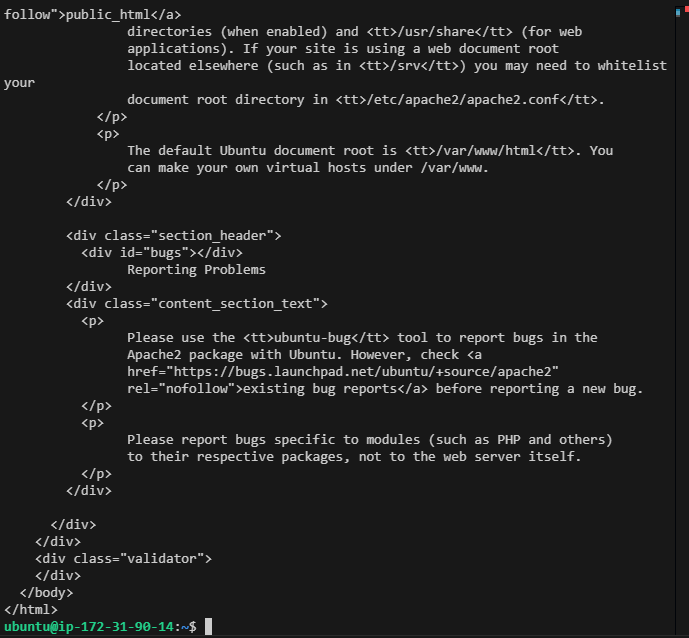 follow">public_html</a>
                directories (when enabled) and <tt>/usr/share</tt> (for web
                applications). If your site is using a web document root
                located elsewhere (such as in <tt>/srv</tt>) you may need to whitelist
your
                document root directory in <tt>/etc/apache2/apache2.conf</tt>.
            </p>
            <p>
                The default Ubuntu document root is <tt>/var/www/html</tt>. You
                can make your own virtual hosts under /var/www.
            </p>
        </div>

        <div class="section_header">
          <div id="bugs"></div>
                Reporting Problems
        </div>
        <div class="content_section_text">
          <p>
                Please use the <tt>ubuntu-bug</tt> tool to report bugs in the
                Apache2 package with Ubuntu. However, check <a
                href="https://bugs.launchpad.net/ubuntu/+source/apache2"
                rel="nofollow">existing bug reports</a> before reporting a new bug.
          </p>
          <p>
                Please report bugs specific to modules (such as PHP and others)
                to their respective packages, not to the web server itself.
          </p>
        </div>

      </div>
    </div>
    <div class="validator">
    </div>
  </body>
</html>
ubuntu@ip-172-31-90-14:~$